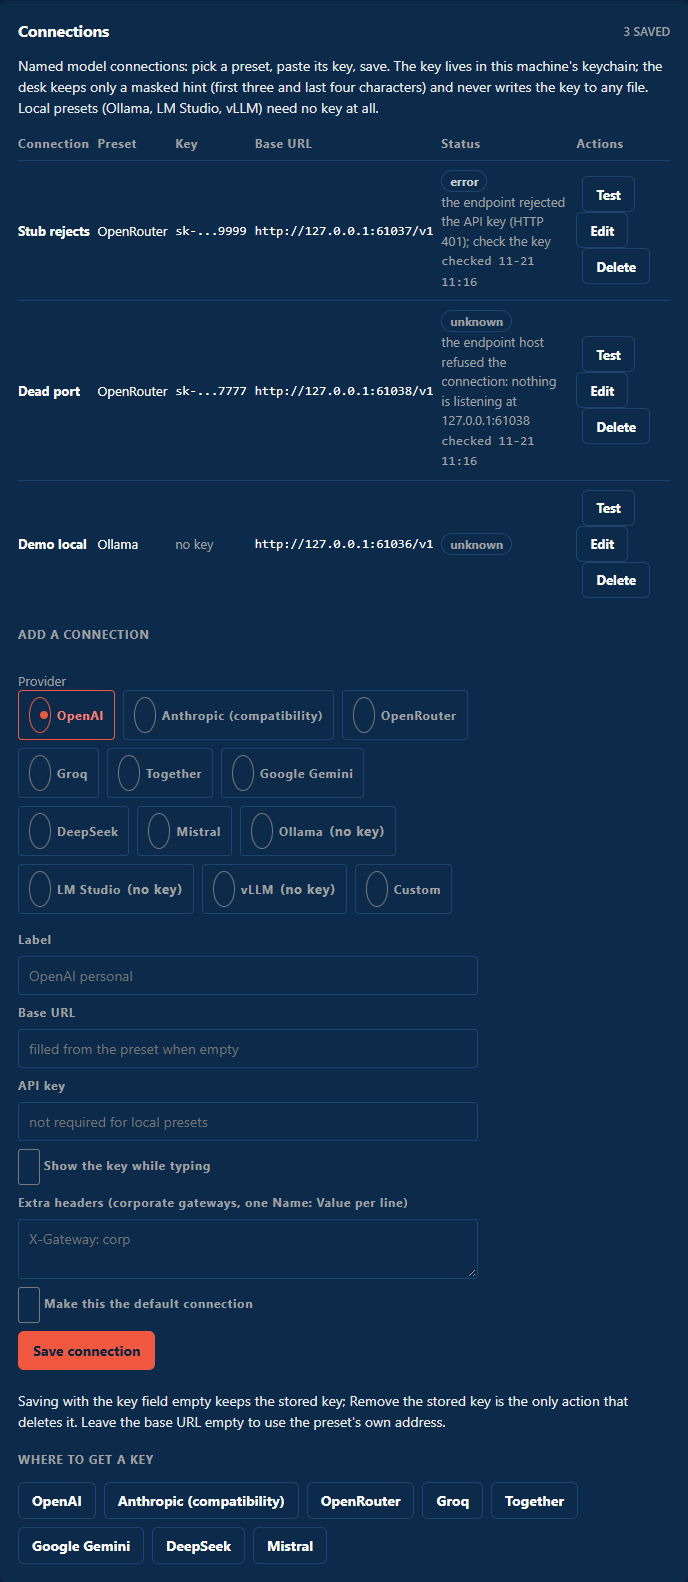 Connections
3 SAVED
Named model connections: pick a preset, paste its key, save. The key lives in this machine's keychain; the
desk keeps only a masked hint (first three and last four characters) and never writes the key to any file.
Local presets (Ollama, LM Studio, vLLM) need no key at all.
Connection Preset Key Base URL Status Actions
Stub rejects OpenRouter sk-...9999 http://127.0.0.1:61037/v1
error
the endpoint rejected
the API key (HTTP
401); check the key
checked 11-21
11:16
Test
Edit
Delete
Dead port OpenRouter sk-...7777 http://127.0.0.1:61038/v1
unknown
the endpoint host
refused the
connection: nothing
is listening at
127.0.0.1:61038
checked 11-21
11:16
Test
Edit
Delete
Demo local Ollama no key http://127.0.0.1:61036/v1 unknown
Test
Edit
Delete
ADD A CONNECTION
Provider
OpenAI Anthropic (compatibility) OpenRouter
Groq Together Google Gemini
DeepSeek Mistral Ollama (no key)
LM Studio (no key) vLLM (no key) Custom
Label
OpenAI personal
Base URL
filled from the preset when empty
API key
not required for local presets
Show the key while typing
Extra headers (corporate gateways, one Name: Value per line)
X-Gateway: corp
Make this the default connection
Save connection
Saving with the key field empty keeps the stored key; Remove the stored key is the only action that
deletes it. Leave the base URL empty to use the preset's own address.
WHERE TO GET A KEY
OpenAI Anthropic (compatibility) OpenRouter Groq Together
Google Gemini DeepSeek Mistral